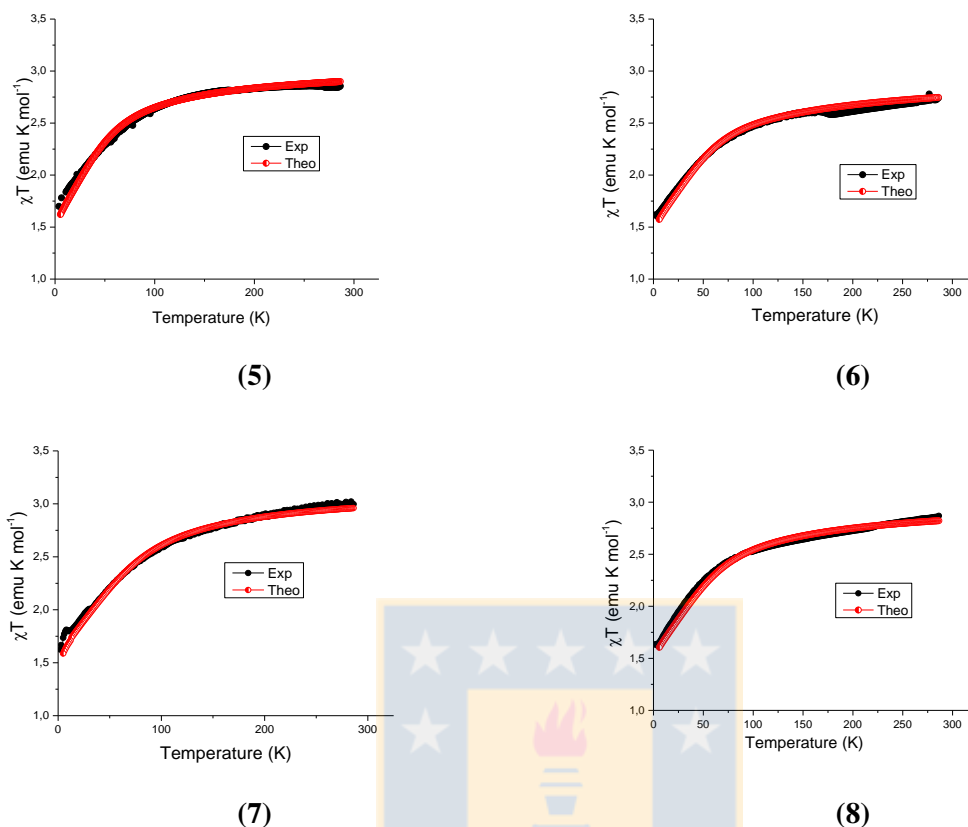 3,5
3,0
2,5
2,0
1,5
1,0
χT (emu K mol⁻¹)
Exp
Theo
0 100 200 300
Temperature (K)
(5)
3,5
3,0
2,5
2,0
1,5
1,0
χT (emu K mol⁻¹)
Exp
Theo
0 50 100 150 200 250 300
Temperature (K)
(6)
3,5
3,0
2,5
2,0
1,5
1,0
χT (emu K mol⁻¹)
Exp
Theo
0 100 200 300
Temperature (K)
(7)
3,5
3,0
2,5
2,0
1,5
1,0
χT (emu K mol⁻¹)
Exp
Theo
0 50 100 150 200 250 300
Temperature (K)
(8)